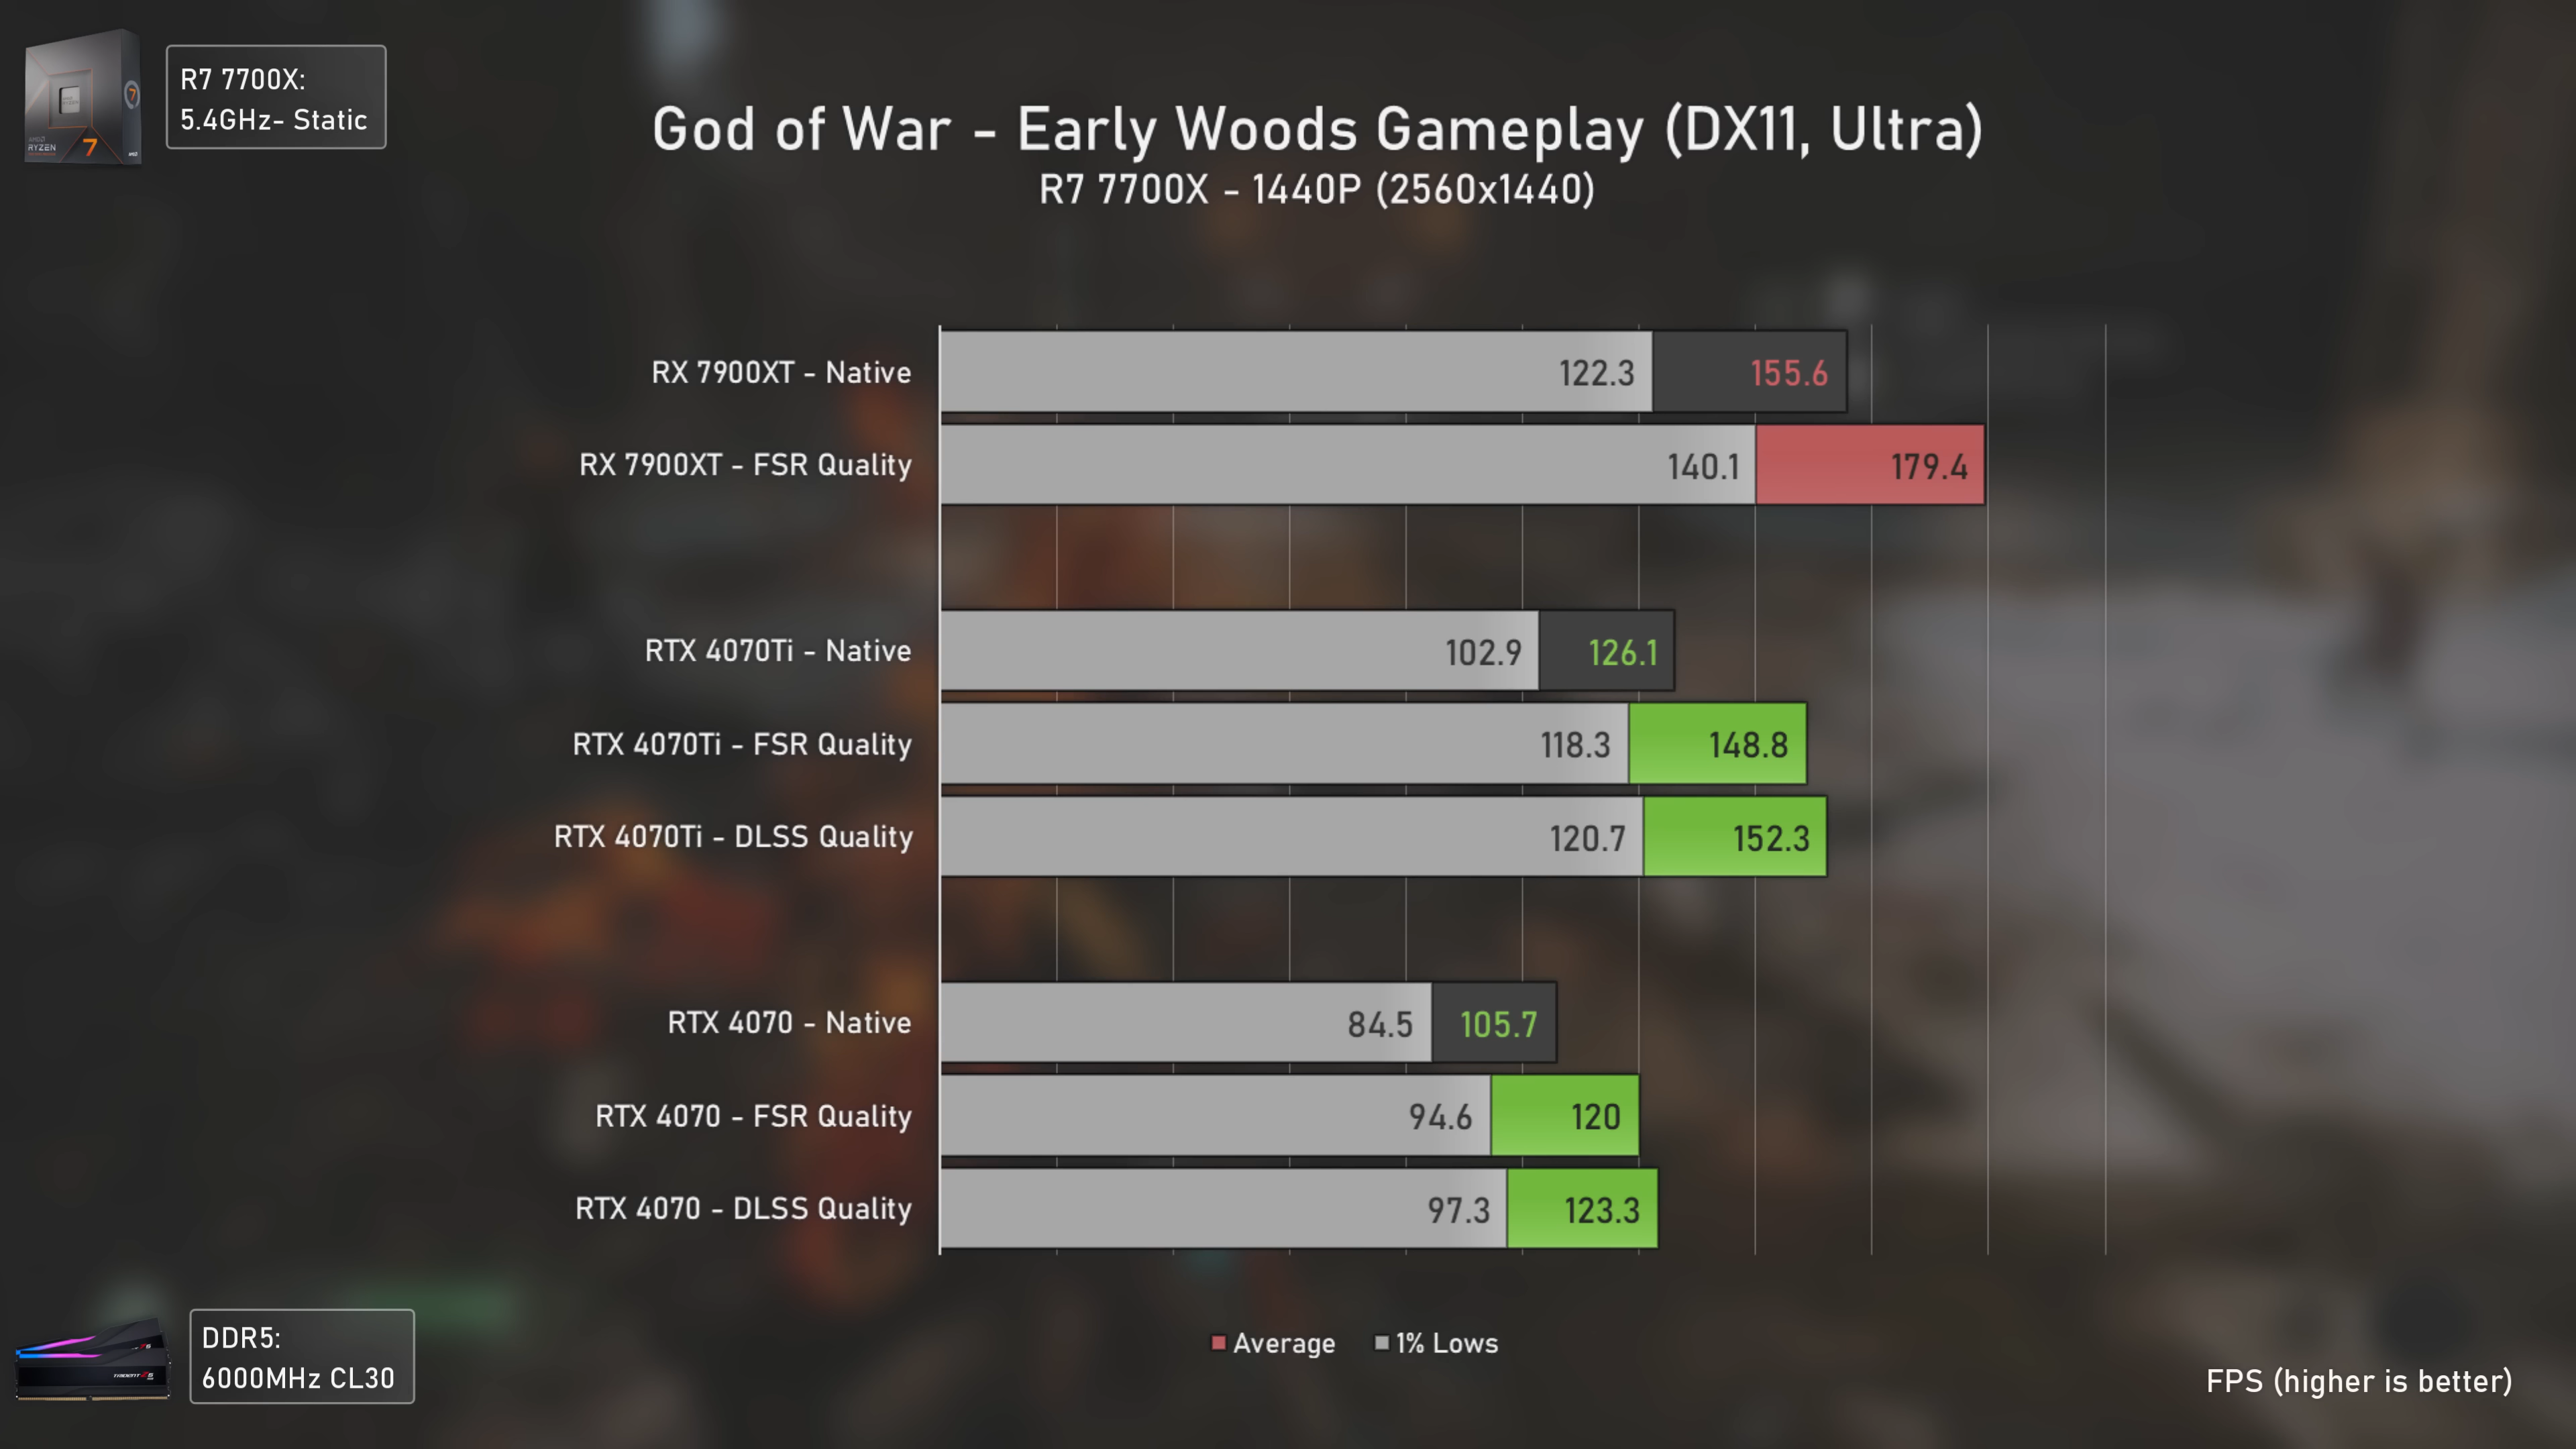 R7 7700X:
5.4GHz- Static
RYZEN
7
7
God of War - Early Woods Gameplay (DX11, Ultra)
R7 7700X - 1440P (2560x1440)
RX 7900XT - Native
122.3
155.6
RX 7900XT - FSR Quality
140.1
179.4
RTX 4070Ti - Native
102.9
126.1
RTX 4070Ti - FSR Quality
118.3
148.8
RTX 4070Ti - DLSS Quality
120.7
152.3
RTX 4070 - Native
84.5
105.7
RTX 4070 - FSR Quality
94.6
120
RTX 4070 - DLSS Quality
97.3
123.3
Average
1% Lows
DDR5:
6000MHz CL30
FPS (higher is better)